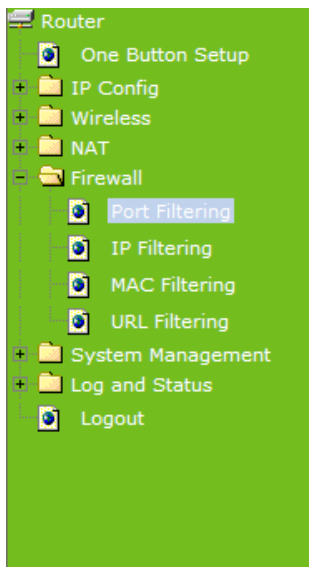 Router
One Button Setup
IP Config
Wireless
NAT
Firewall
Port Filtering
IP Filtering
MAC Filtering
URL Filtering
System Management
Log and Status
Logout